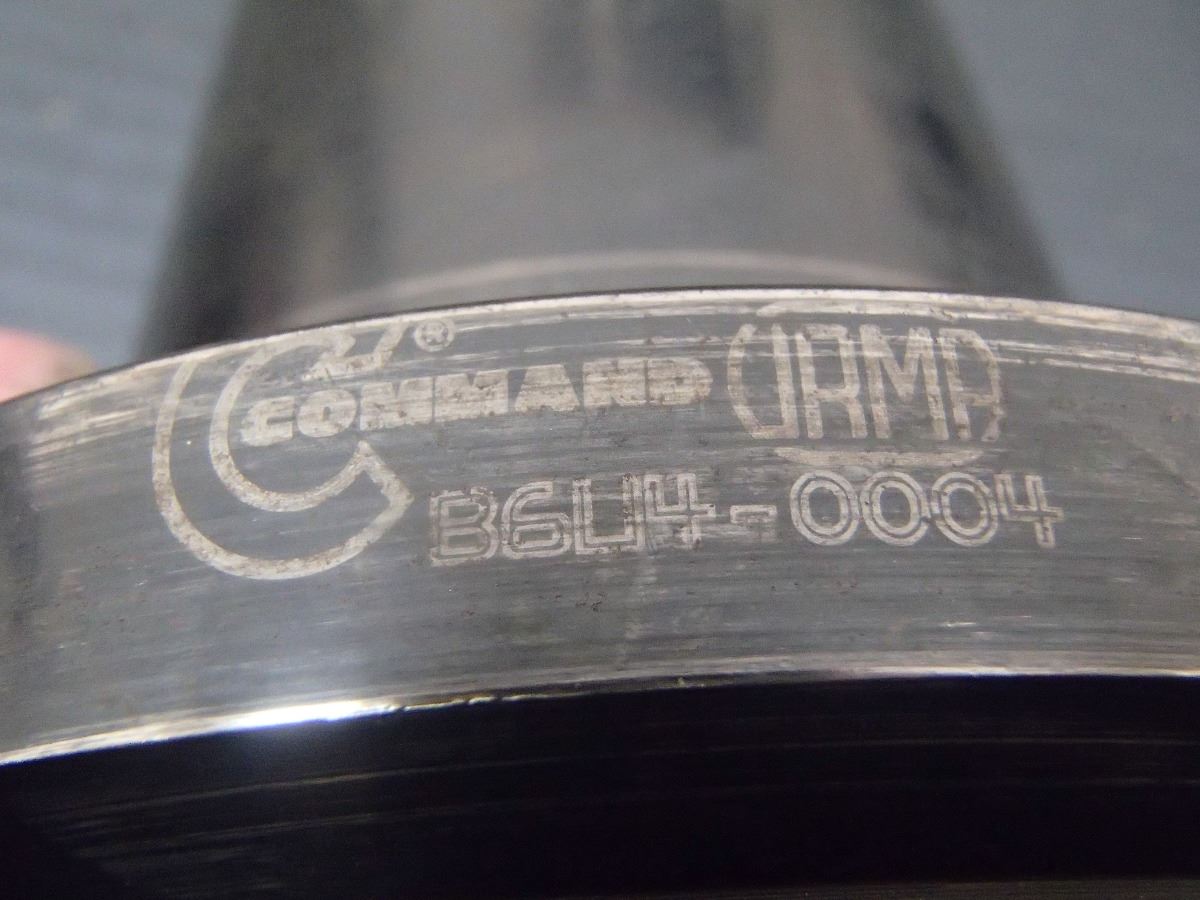 ® COMMAND URMA
B6U4-0004